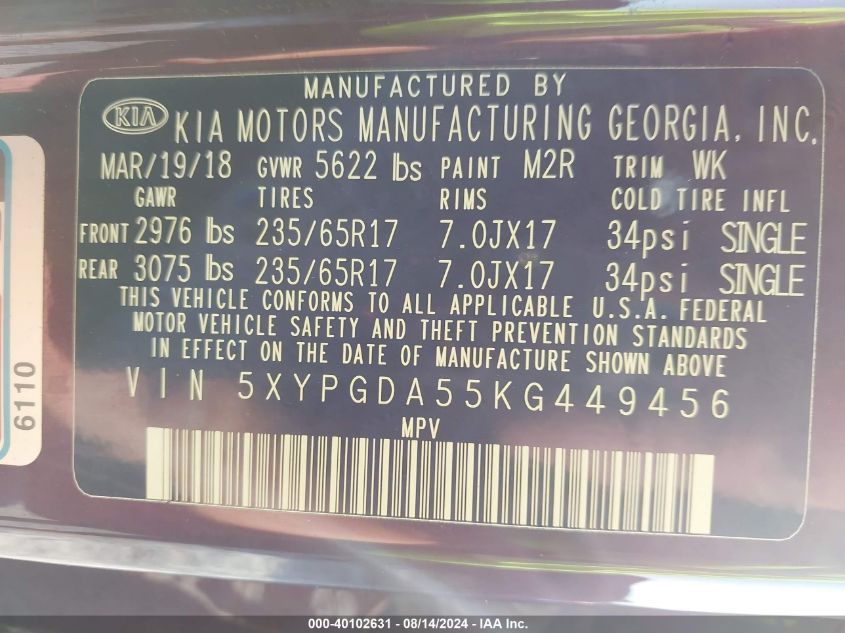 MANUFACTURED BY
KIA KIA MOTORS MANUFACTURING GEORGIA, INC.
MAR/19/18 GVWR 5622 lbs PAINT M2R TRIM WK
GAWR TIRES RIMS COLD TIRE INFL
FRONT 2976 lbs 235/65R17 7.0JX17 34psi SINGLE
REAR 3075 lbs 235/65R17 7.0JX17 34psi SINGLE
THIS VEHICLE CONFORMS TO ALL APPLICABLE U.S.A. FEDERAL
MOTOR VEHICLE SAFETY AND THEFT PREVENTION STANDARDS
IN EFFECT ON THE DATE OF MANUFACTURE SHOWN ABOVE
VIN 5XYPGDA55KG449456
MPV
6110
000-40102631 - 08/14/2024 - IAA Inc.